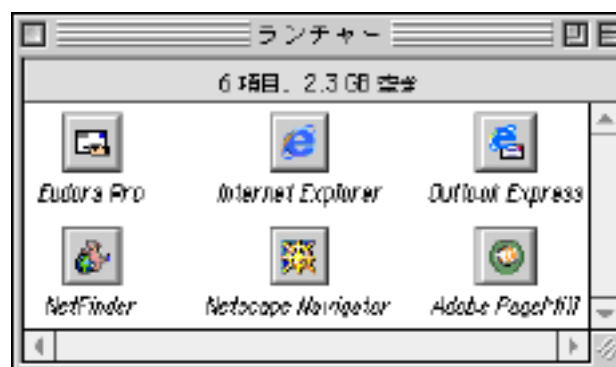 ランチャー
6 項目、2.3 GB 空き
Eudora Pro
Internet Explorer
Outlook Express
NetFinder
Netscape Navigator
Adobe PageMill